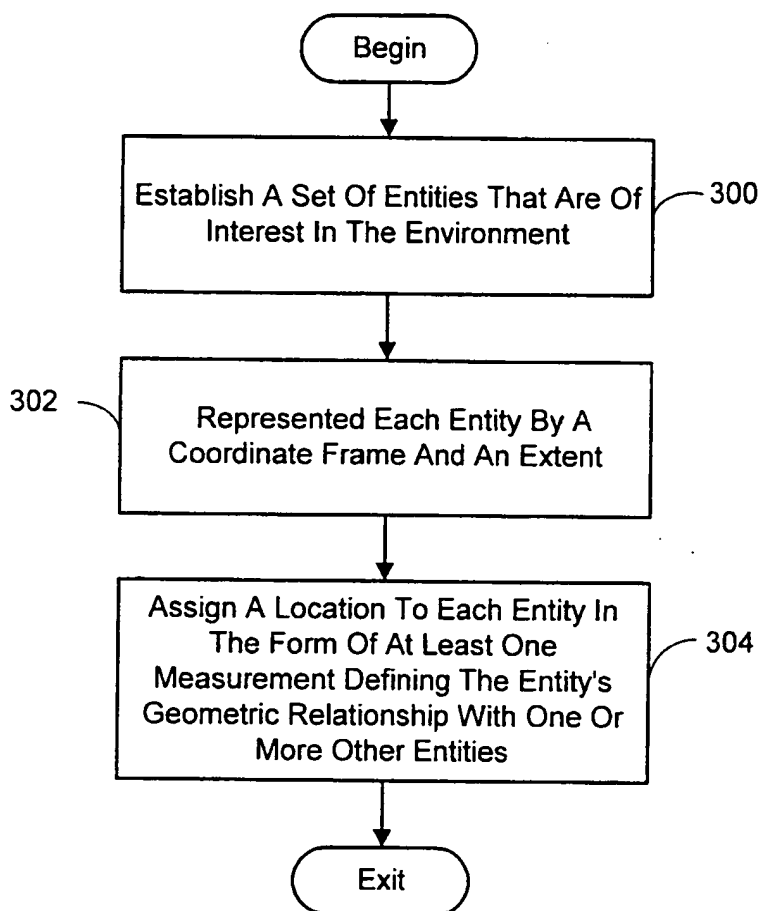 Begin
Establish A Set Of Entities That Are Of
Interest In The Environment
300
302
Represented Each Entity By A
Coordinate Frame And An Extent
Assign A Location To Each Entity In
The Form Of At Least One
Measurement Defining The Entity's
Geometric Relationship With One Or
More Other Entities
304
Exit